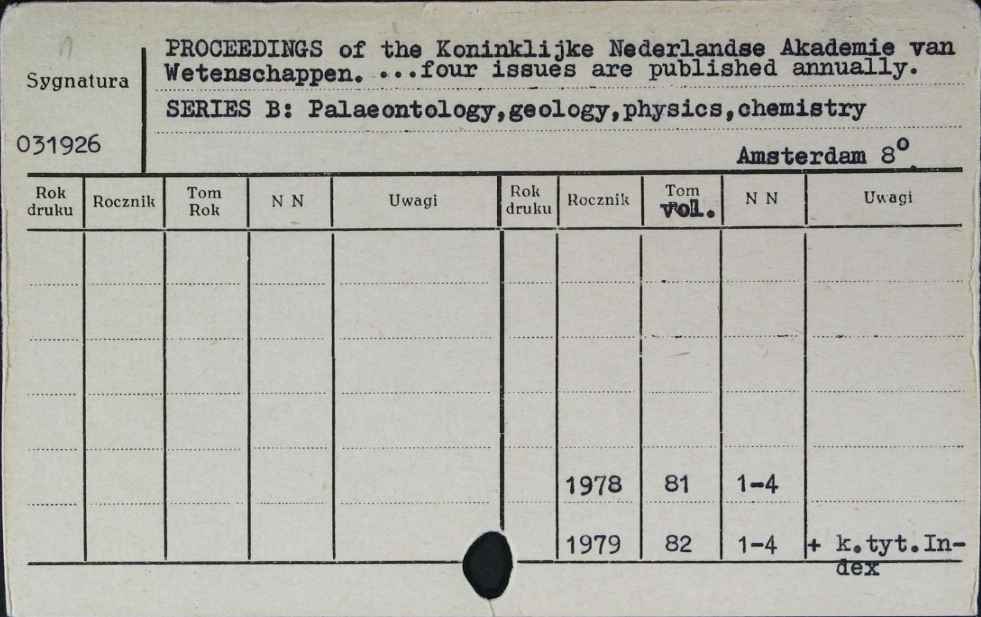 PROCEEDINGS of the Koninklijke Nederlandse Akademie van
Wetenschappen. ...four issues are published annually.
Sygnatura
SERIES B: Palaeontology,geology,physics,chemistry
031926
Amsterdam 8°
Rok druku Rocznik Tom Rok N N Uwagi Rok druku Rocznik Tom vol. N N Uwagi
1978 81 1-4
1979 82 1-4 + k.tyt.In-
dex